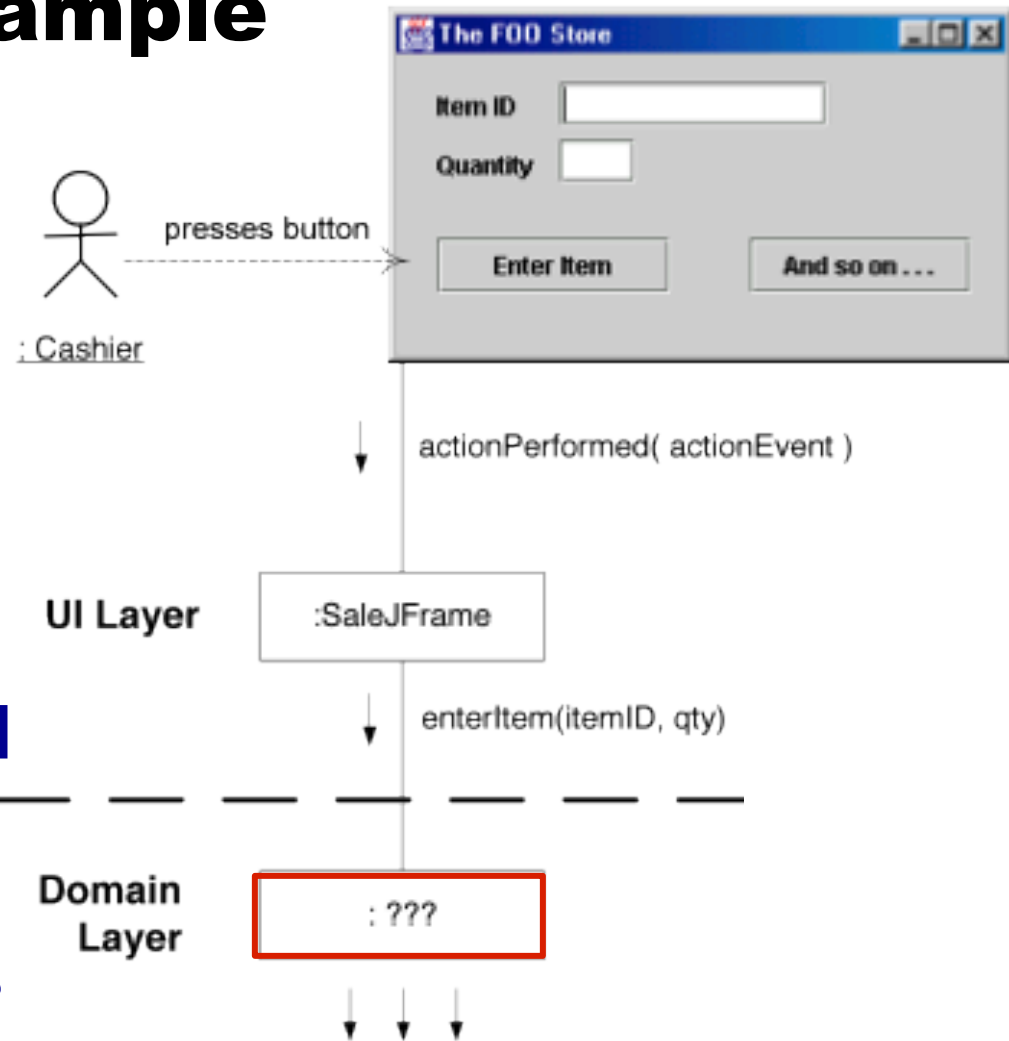 ample
The FOO Store
Item ID
Quantity
presses button
Enter Item
And so on . . .
: Cashier
actionPerformed( actionEvent )
UI Layer
:SaleJFrame
enterItem(itemID, qty)
Domain
Layer
: ???